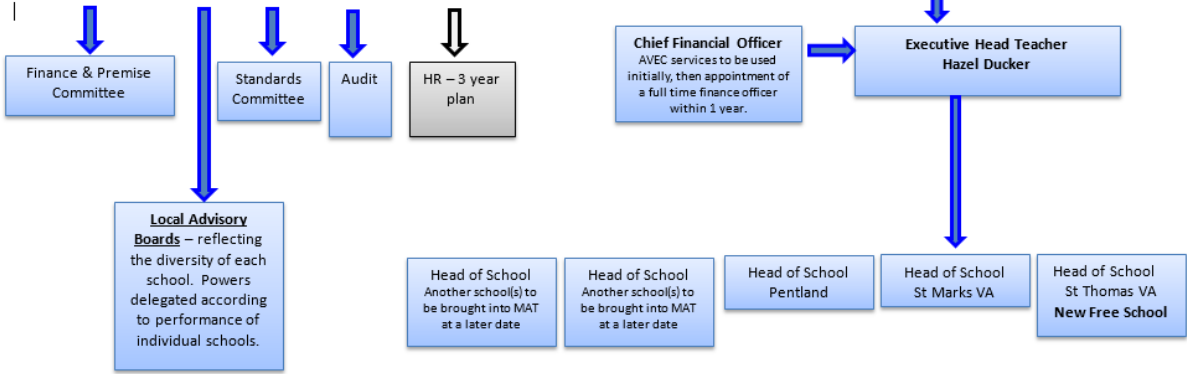 Finance & Premise
Committee
Standards
Committee
Audit
HR – 3 year
plan
Chief Financial Officer
AVEC services to be used
initially, then appointment of
a full time finance officer
within 1 year.
Executive Head Teacher
Hazel Ducker
Local Advisory
Boards – reflecting
the diversity of each
school. Powers
delegated according
to performance of
individual schools.
Head of School
Another school(s) to
be brought into MAT
at a later date
Head of School
Another school(s) to
be brought into MAT
at a later date
Head of School
Pentland
Head of School
St Marks VA
Head of School
St Thomas VA
New Free School